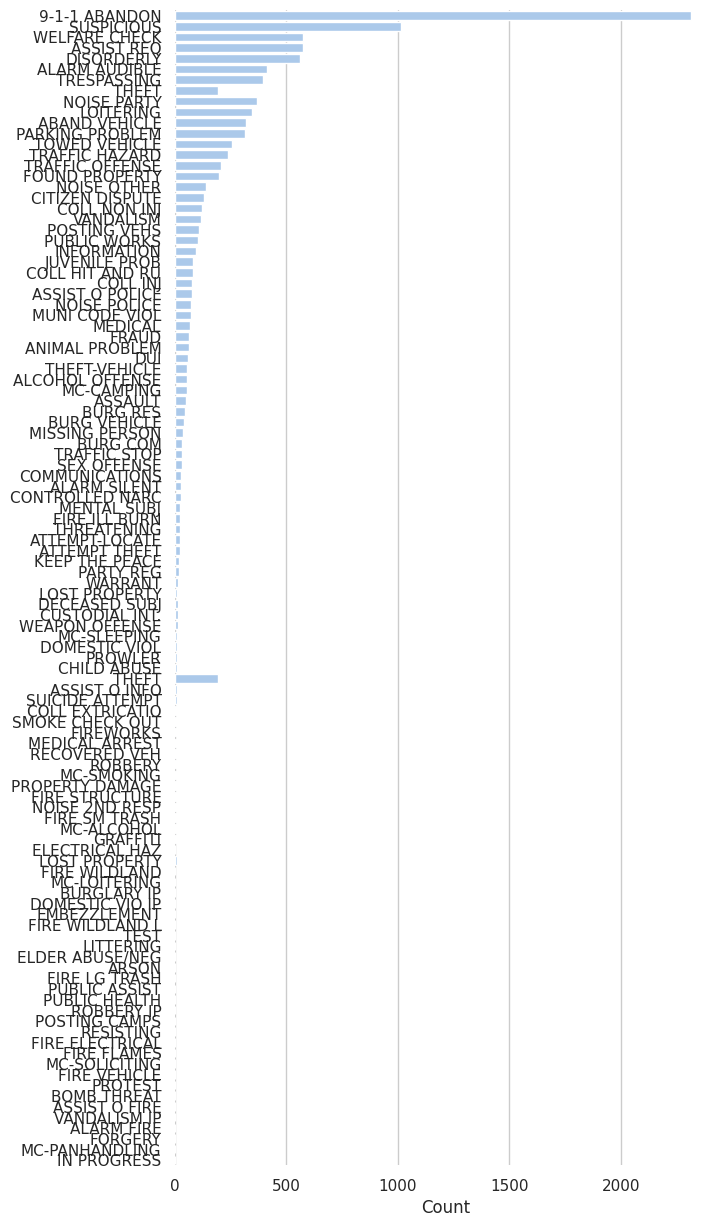 9-1-1 ABANDON
SUSPICIOUS
WELFARE CHECK
ASSIST REQ
DISORDERLY
ALARM AUDIBLE
TRESPASSING
THEFT
NOISE PARTY
LOITERING
ABAND VEHICLE
PARKING PROBLEM
TOWED VEHICLE
TRAFFIC HAZARD
TRAFFIC OFFENSE
FOUND PROPERTY
NOISE OTHER
CITIZEN DISPUTE
COLL NON INJ
VANDALISM
POSTING VEHS
PUBLIC WORKS
INFORMATION
JUVENILE PROB
COLL HIT AND RU
COLL INJ
ASSIST O POLICE
NOISE POLICE
MUNI CODE VIOL
MEDICAL
FRAUD
ANIMAL PROBLEM
DUI
THEFT-VEHICLE
ALCOHOL OFFENSE
MC-CAMPING
ASSAULT
BURG RES
BURG VEHICLE
MISSING PERSON
BURG COM
TRAFFIC STOP
SEX OFFENSE
COMMUNICATIONS
ALARM SILENT
CONTROLLED NARC
MENTAL SUBJ
FIRE ILL BURN
THREATENING
ATTEMPT-LOCATE
ATTEMPT THEFT
KEEP THE PEACE
PARTY REG
WARRANT
LOST PROPERTY
DECEASED SUBJ
CUSTODIAL INT.
WEAPON OFFENSE
MC-SLEEPING
DOMESTIC VIOL
PROWLER
CHILD ABUSE
THEFT
ASSIST O INFO
SUICIDE ATTEMPT
COLL EXTRICATIO
SMOKE CHECK OUT
FIREWORKS
MEDICAL ARREST
RECOVERED VEH
ROBBERY
MC-SMOKING
PROPERTY DAMAGE
FIRE STRUCTURE
NOISE 2ND RESP
FIRE SM TRASH
MC-ALCOHOL
GRAFFITI
ELECTRICAL HAZ
LOST PROPERTY
FIRE WILDLAND
MC-LOITERING
BURGLARY IP
DOMESTIC VIO IP
EMBEZZLEMENT
FIRE WILDLAND L
TEST
LITTERING
ELDER ABUSE/NEG
ARSON
FIRE LG TRASH
PUBLIC ASSIST
PUBLIC HEALTH
ROBBERY IP
POSTING CAMPS
RESISTING
FIRE ELECTRICAL
FIRE FLAMES
MC-SOLICITING
FIRE VEHICLE
PROTEST
BOMB THREAT
ASSIST O FIRE
VANDALISM IP
ALARM FIRE
FORGERY
MC-PANHANDLING
IN PROGRESS
0 500 1000 1500 2000
Count